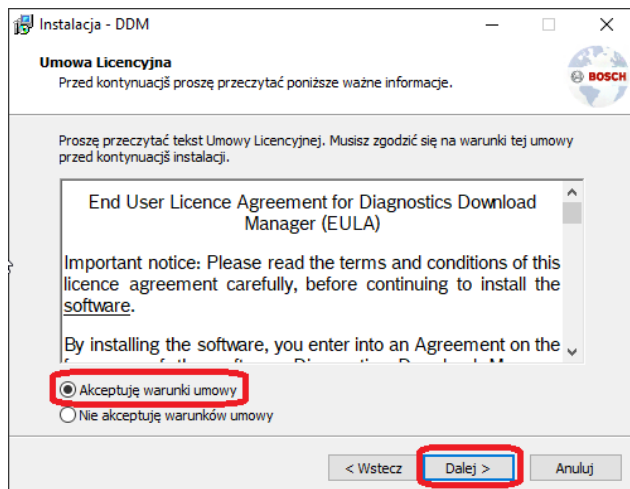 Instalacja - DDM
Umowa Licencyjna
Przed kontynuacjš proszę przeczytać poniższe ważne informacje.
BOSCH
Proszę przeczytać tekst Umowy Licencyjnej. Musisz zgodzić się na warunki tej umowy
przed kontynuacjš instalacji.
End User Licence Agreement for Diagnostics Download
Manager (EULA)
Important notice: Please read the terms and conditions of this
licence agreement carefully, before continuing to install the
software.
By installing the software, you enter into an Agreement on the
Akceptuję warunki umowy
Nie akceptuję warunków umowy
< Wstecz
Dalej >
Anuluj